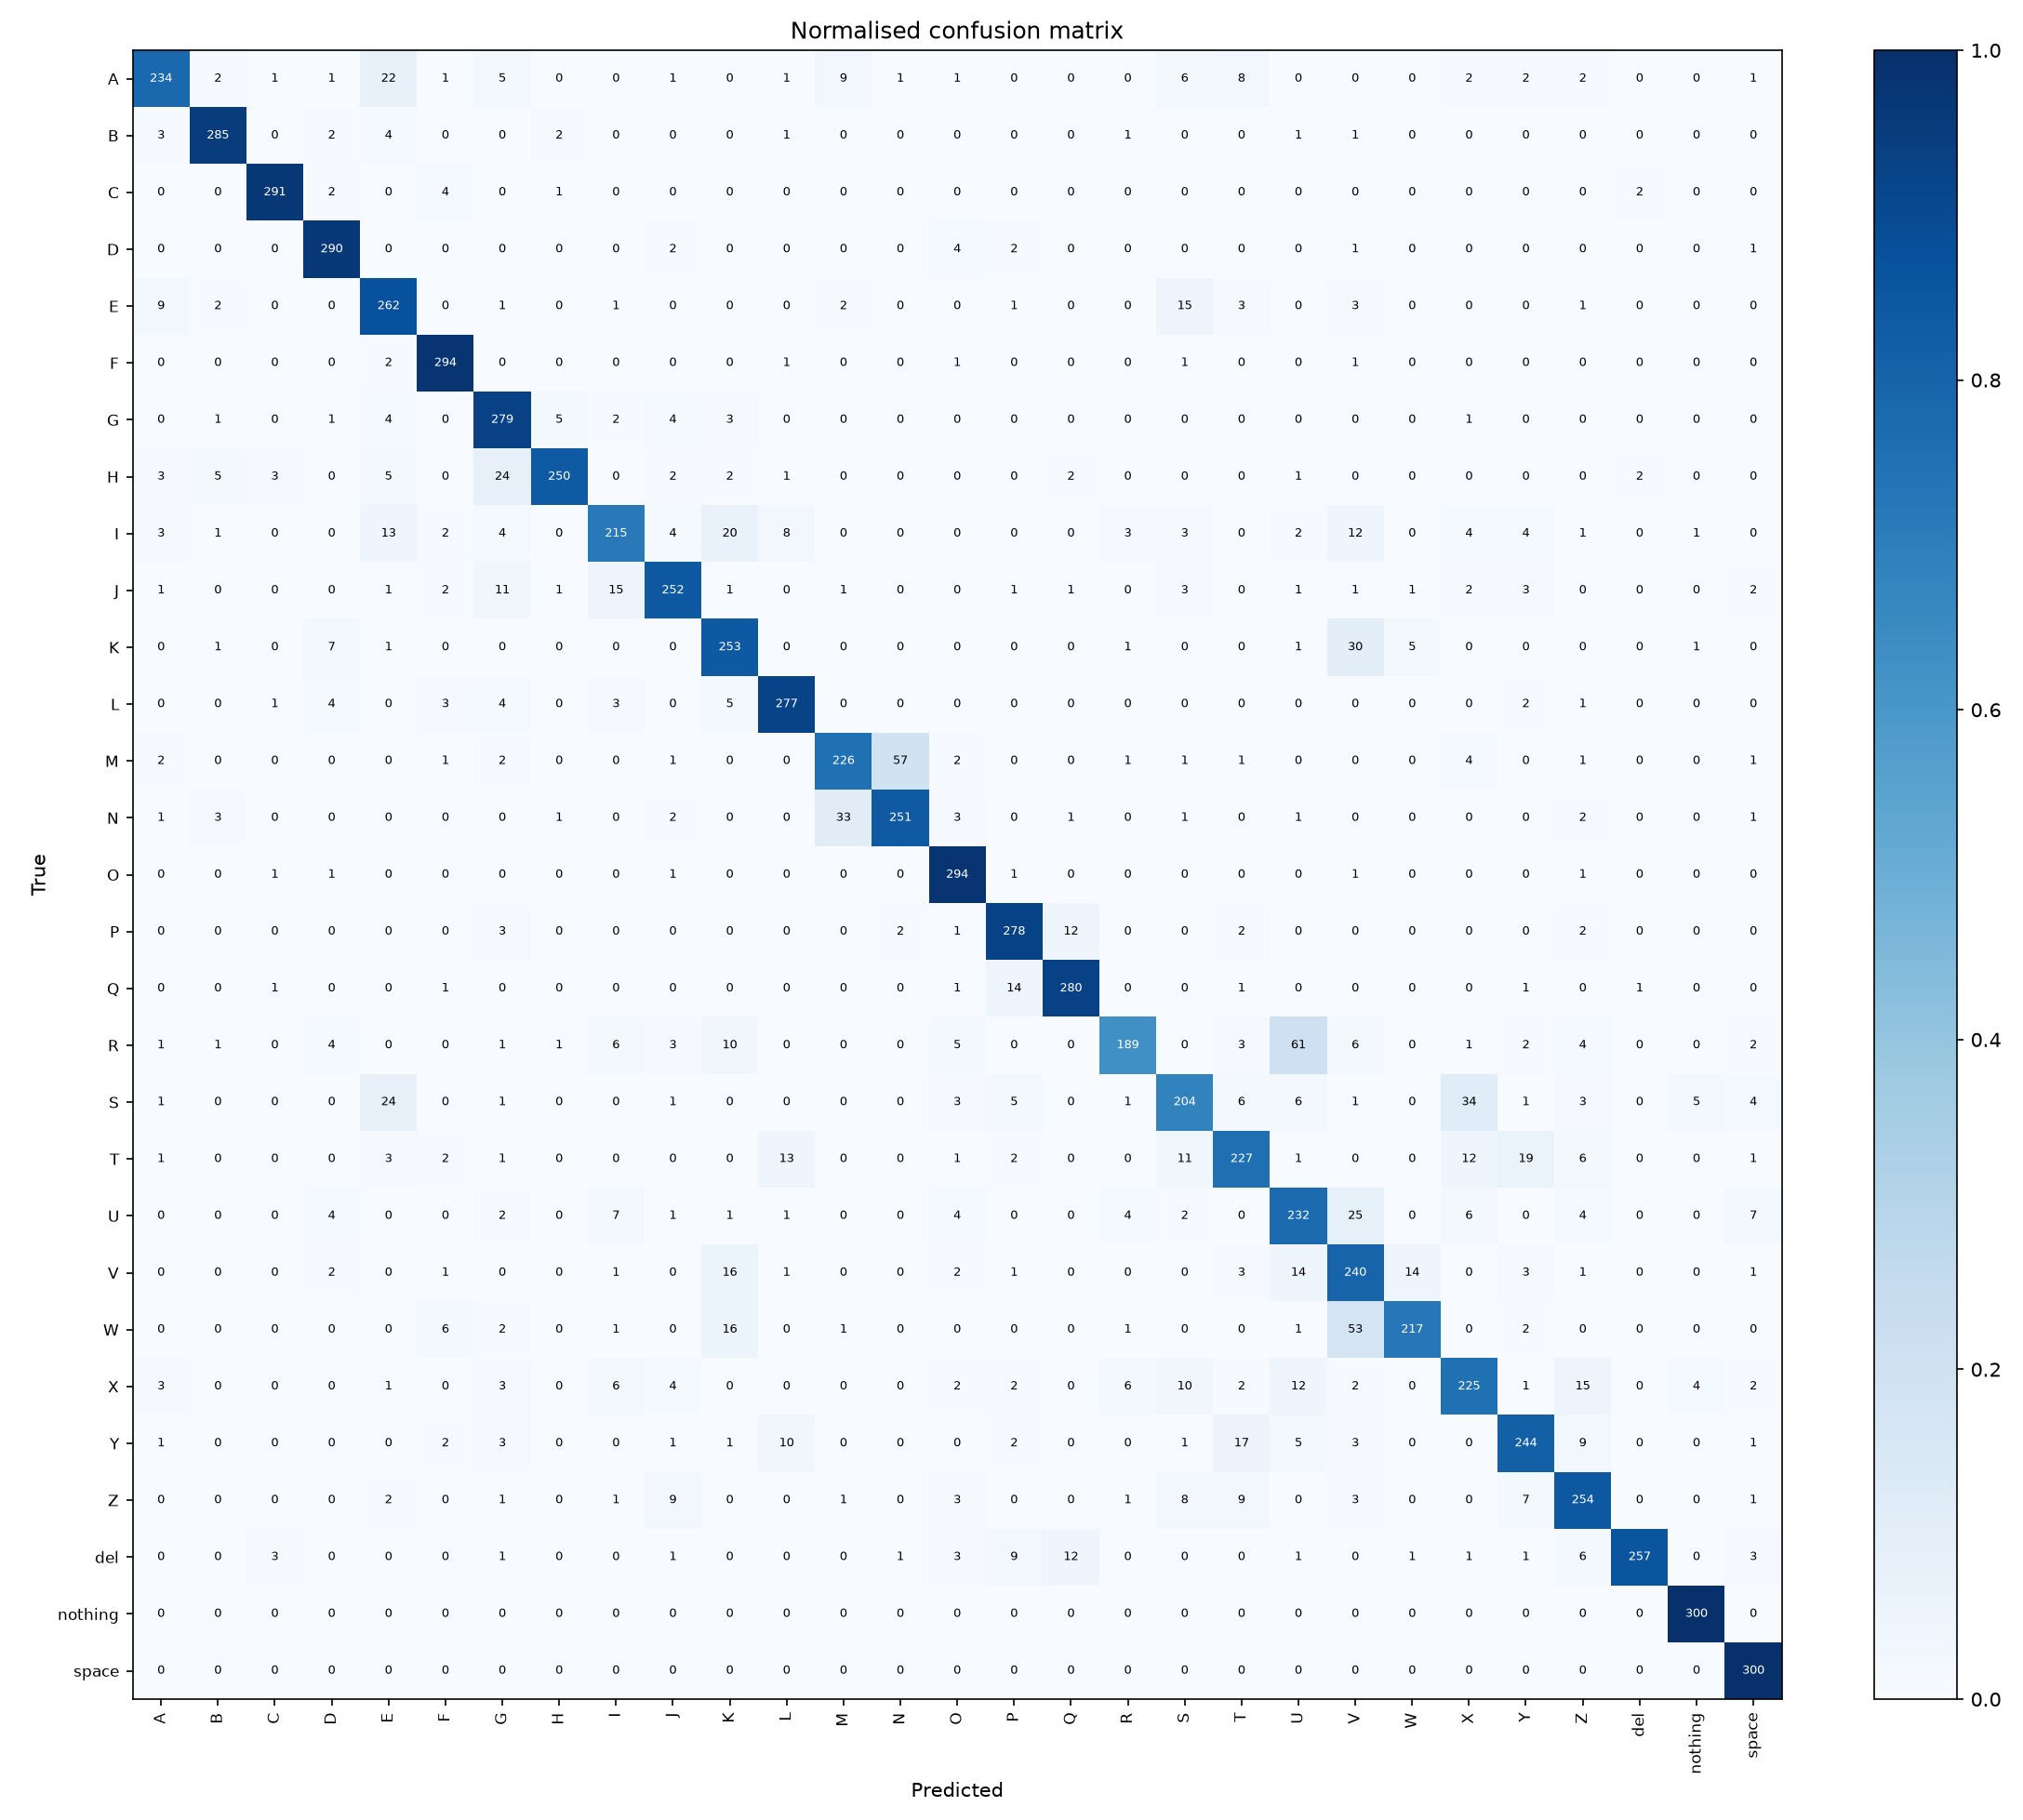 Normalised confusion matrix
A 234 2 1 1 22 1 5 0 0 1 0 1 9 1 1 0 0 0 6 8 0 0 0 2 2 2 0 0 1
B 3 285 0 2 4 0 0 2 0 0 0 1 0 0 0 0 0 1 0 0 1 1 0 0 0 0 0 0 0
C 0 0 291 2 0 4 0 1 0 0 0 0 0 0 0 0 0 0 0 0 0 0 0 0 0 0 2 0 0
D 0 0 0 290 0 0 0 0 0 2 0 0 0 0 4 2 0 0 0 0 0 1 0 0 0 0 0 0 1
E 9 2 0 0 262 0 1 0 1 0 0 0 2 0 0 1 0 0 15 3 0 3 0 0 0 1 0 0 0
F 0 0 0 0 2 294 0 0 0 0 0 1 0 0 1 0 0 0 1 0 0 1 0 0 0 0 0 0 0
G 0 1 0 1 4 0 279 5 2 4 3 0 0 0 0 0 0 0 0 0 0 0 0 1 0 0 0 0 0
H 3 5 3 0 5 0 24 250 0 2 2 1 0 0 0 0 2 0 0 0 1 0 0 0 0 0 2 0 0
I 3 1 0 0 13 2 4 0 215 4 20 8 0 0 0 0 0 3 3 0 2 12 0 4 4 1 0 1 0
J 1 0 0 0 1 2 11 1 15 252 1 0 1 0 0 1 1 0 3 0 1 1 1 2 3 0 0 0 2
K 0 1 0 7 1 0 0 0 0 0 253 0 0 0 0 0 0 1 0 0 1 30 5 0 0 0 0 1 0
L 0 0 1 4 0 3 4 0 3 0 5 277 0 0 0 0 0 0 0 0 0 0 0 0 2 1 0 0 0
M 2 0 0 0 0 1 2 0 0 1 0 0 226 57 2 0 0 1 1 1 0 0 0 4 0 1 0 0 1
N 1 3 0 0 0 0 0 1 0 2 0 0 33 251 3 0 1 0 1 0 1 0 0 0 0 2 0 0 1
O 0 0 1 1 0 0 0 0 0 1 0 0 0 0 294 1 0 0 0 0 0 1 0 0 0 1 0 0 0
P 0 0 0 0 0 0 3 0 0 0 0 0 0 2 1 278 12 0 0 2 0 0 0 0 0 2 0 0 0
Q 0 0 1 0 0 1 0 0 0 0 0 0 0 0 1 14 280 0 0 1 0 0 0 0 1 0 1 0 0
R 1 1 0 4 0 0 1 1 6 3 10 0 0 0 5 0 0 189 0 3 61 6 0 1 2 4 0 0 2
S 1 0 0 0 24 0 1 0 0 1 0 0 0 0 3 5 0 1 204 6 6 1 0 34 1 3 0 5 4
T 1 0 0 0 3 2 1 0 0 0 0 13 0 0 1 2 0 0 11 227 1 0 0 12 19 6 0 0 1
U 0 0 0 4 0 0 2 0 7 1 1 1 0 0 4 0 0 4 2 0 232 25 0 6 0 4 0 0 7
V 0 0 0 2 0 1 0 0 1 0 16 1 0 0 2 1 0 0 0 3 14 240 14 0 3 1 0 0 1
W 0 0 0 0 0 6 2 0 1 0 16 0 1 0 0 0 0 1 0 0 1 53 217 0 2 0 0 0 0
X 3 0 0 0 1 0 3 0 6 4 0 0 0 0 2 2 0 6 10 2 12 2 0 225 1 15 0 4 2
Y 1 0 0 0 0 2 3 0 0 1 1 10 0 0 0 2 0 0 1 17 5 3 0 0 244 9 0 0 1
Z 0 0 0 0 2 0 1 0 1 9 0 0 1 0 3 0 0 1 8 9 0 3 0 0 7 254 0 0 1
del 0 0 3 0 0 0 1 0 0 1 0 0 0 1 3 9 12 0 0 0 1 0 1 1 1 6 257 0 3
nothing 0 0 0 0 0 0 0 0 0 0 0 0 0 0 0 0 0 0 0 0 0 0 0 0 0 0 0 300 0
space 0 0 0 0 0 0 0 0 0 0 0 0 0 0 0 0 0 0 0 0 0 0 0 0 0 0 0 0 300
A B C D E F G H I J K L M N O P Q R S T U V W X Y Z del nothing space
Predicted
True
1.0
0.8
0.6
0.4
0.2
0.0